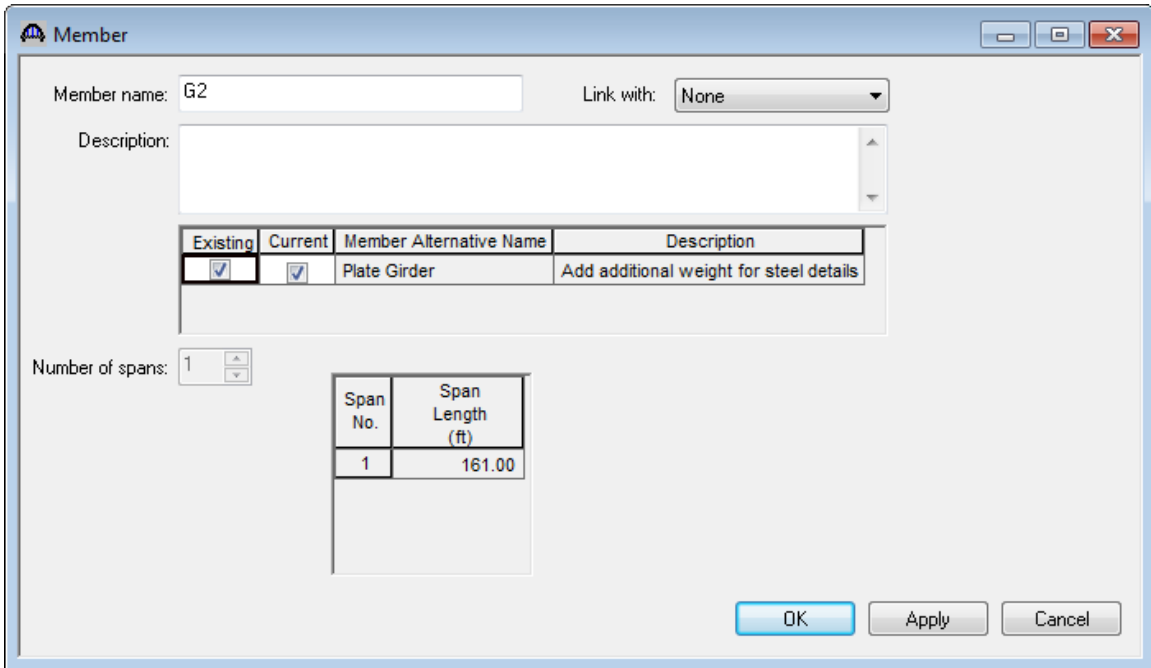 Member
Member name: G2 Link with: None
Description:
Existing Current Member Alternative Name Description
Plate Girder Add additional weight for steel details
Number of spans: 1
Span No. Span Length (ft)
1 161.00
OK Apply Cancel